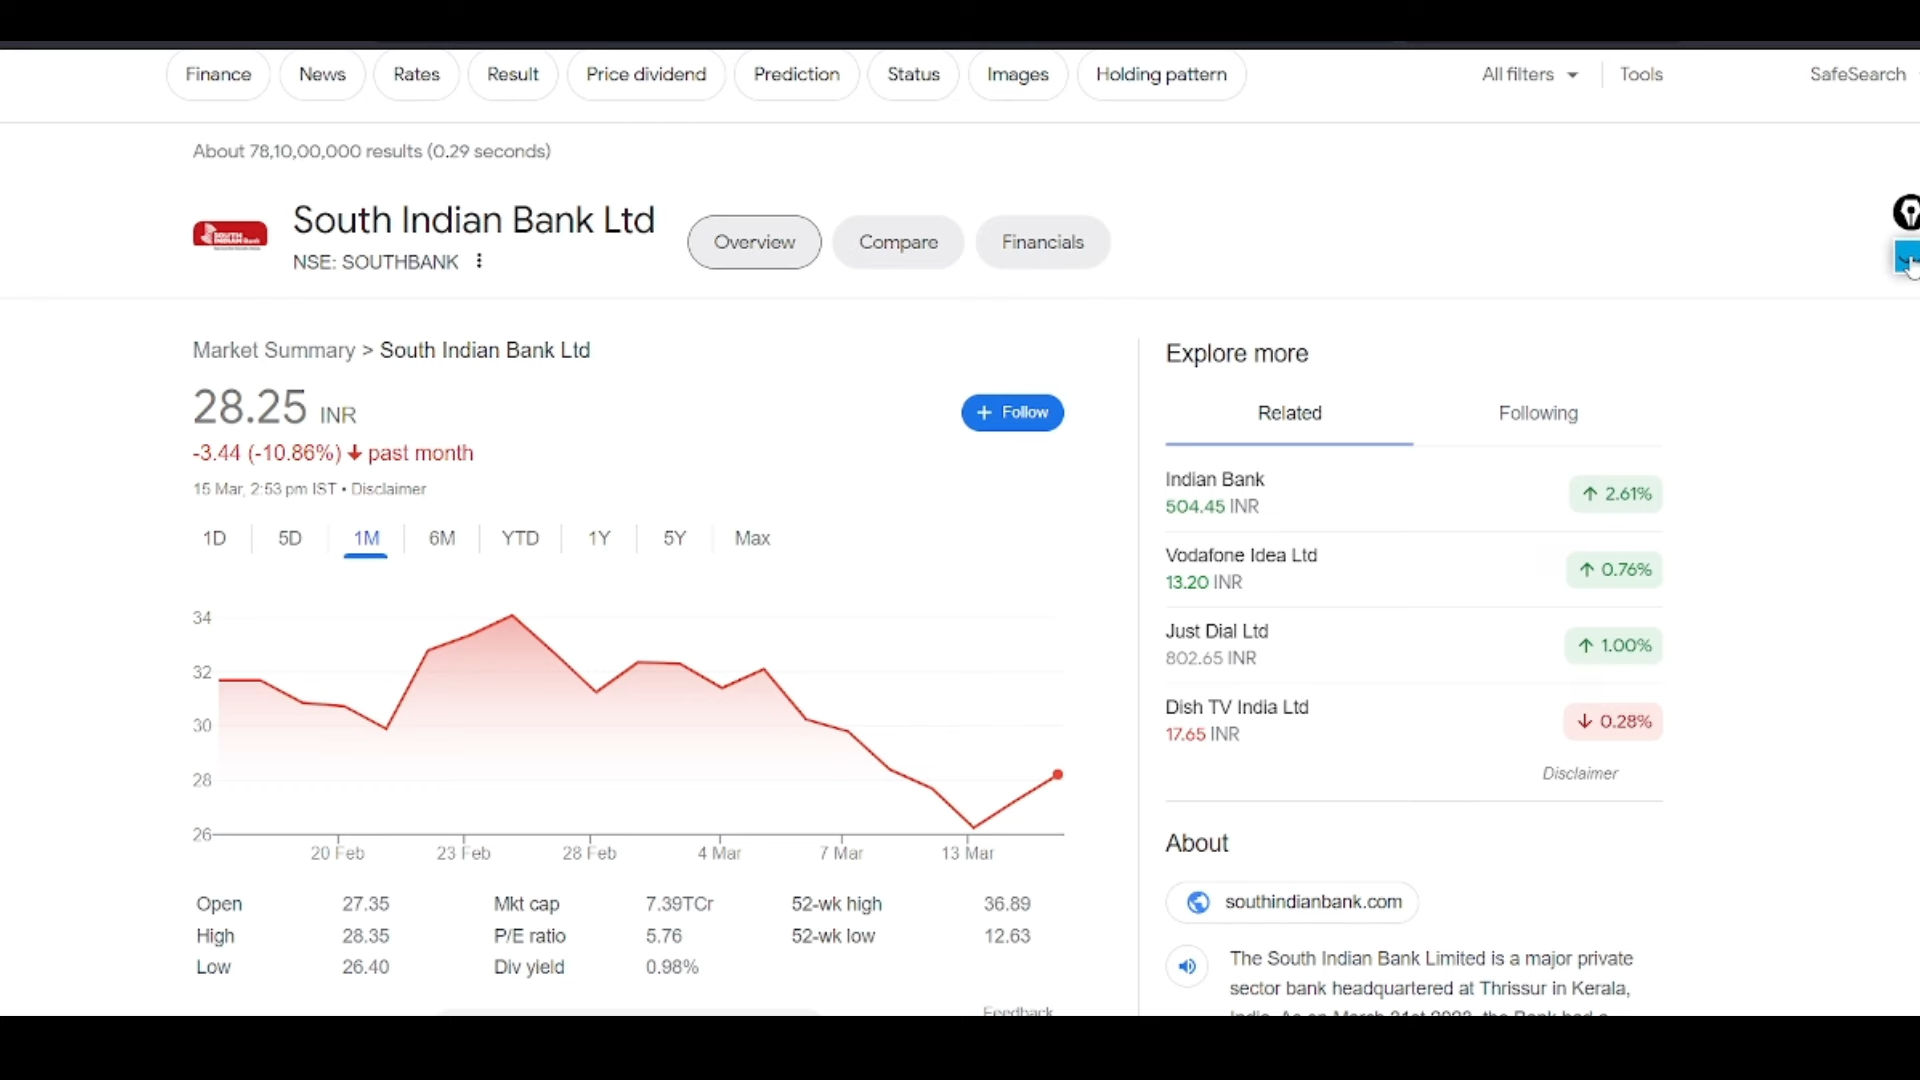 Finance News Rates Result Price dividend Prediction Status Images Holding pattern All filters Tools SafeSearch
About 78,10,00,000 results (0.29 seconds)
SOUTH INDIAN Bank
South Indian Bank Ltd
NSE: SOUTHBANK
Overview Compare Financials
Market Summary > South Indian Bank Ltd
28.25 INR
+ Follow
-3.44 (-10.86%) ↓ past month
15 Mar, 2:53 pm IST • Disclaimer
1D 5D 1M 6M YTD 1Y 5Y Max
34
32
30
28
26
20 Feb 23 Feb 28 Feb 4 Mar 7 Mar 13 Mar
Open 27.35 Mkt cap 7.39TCr 52-wk high 36.89
High 28.35 P/E ratio 5.76 52-wk low 12.63
Low 26.40 Div yield 0.98%
Feedback
Explore more
Related Following
Indian Bank
504.45 INR ↑ 2.61%
Vodafone Idea Ltd
13.20 INR ↑ 0.76%
Just Dial Ltd
802.65 INR ↑ 1.00%
Dish TV India Ltd
17.65 INR ↓ 0.28%
Disclaimer
About
southindianbank.com
The South Indian Bank Limited is a major private
sector bank headquartered at Thrissur in Kerala,